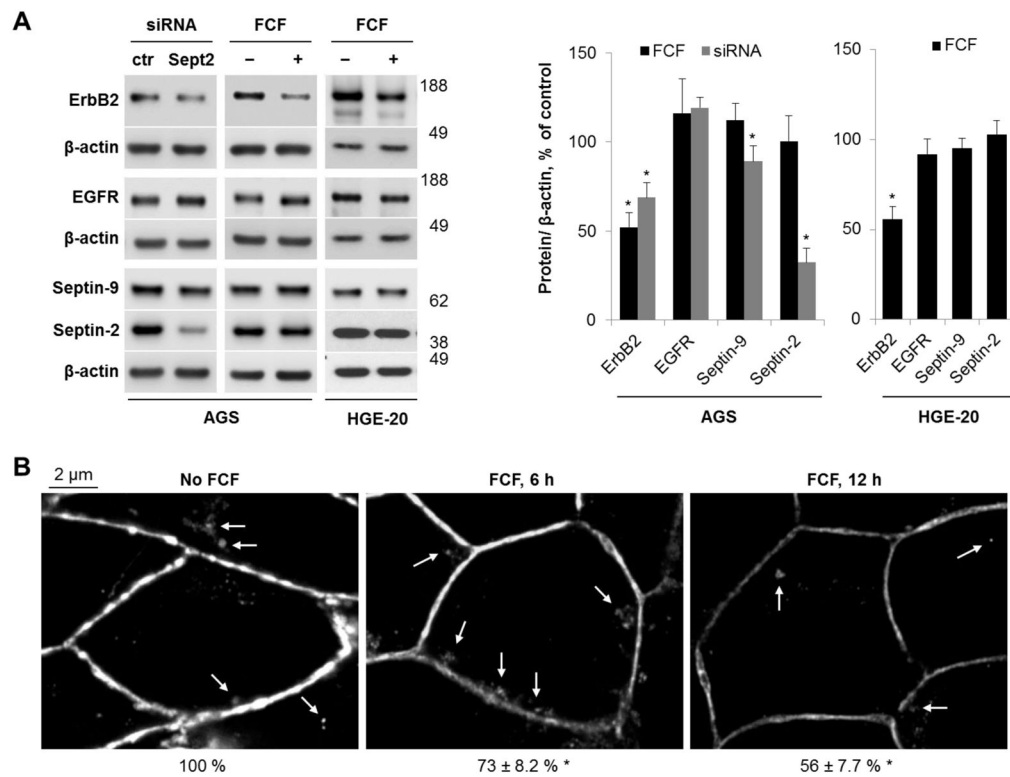 A
siRNA FCF FCF
ctr Sept2 – + – +
ErbB2 188
β-actin 49
EGFR 188
β-actin 49
Septin-9 62
Septin-2 38
β-actin 49
AGS HGE-20
Protein/ β-actin, % of control
150
100
50
0
FCF siRNA
* * * *
ErbB2 EGFR Septin-9 Septin-2
AGS
150
100
50
0
FCF
*
ErbB2 EGFR Septin-9 Septin-2
HGE-20
B
2 µm
No FCF FCF, 6 h FCF, 12 h
100 % 73 ± 8.2 % * 56 ± 7.7 % *